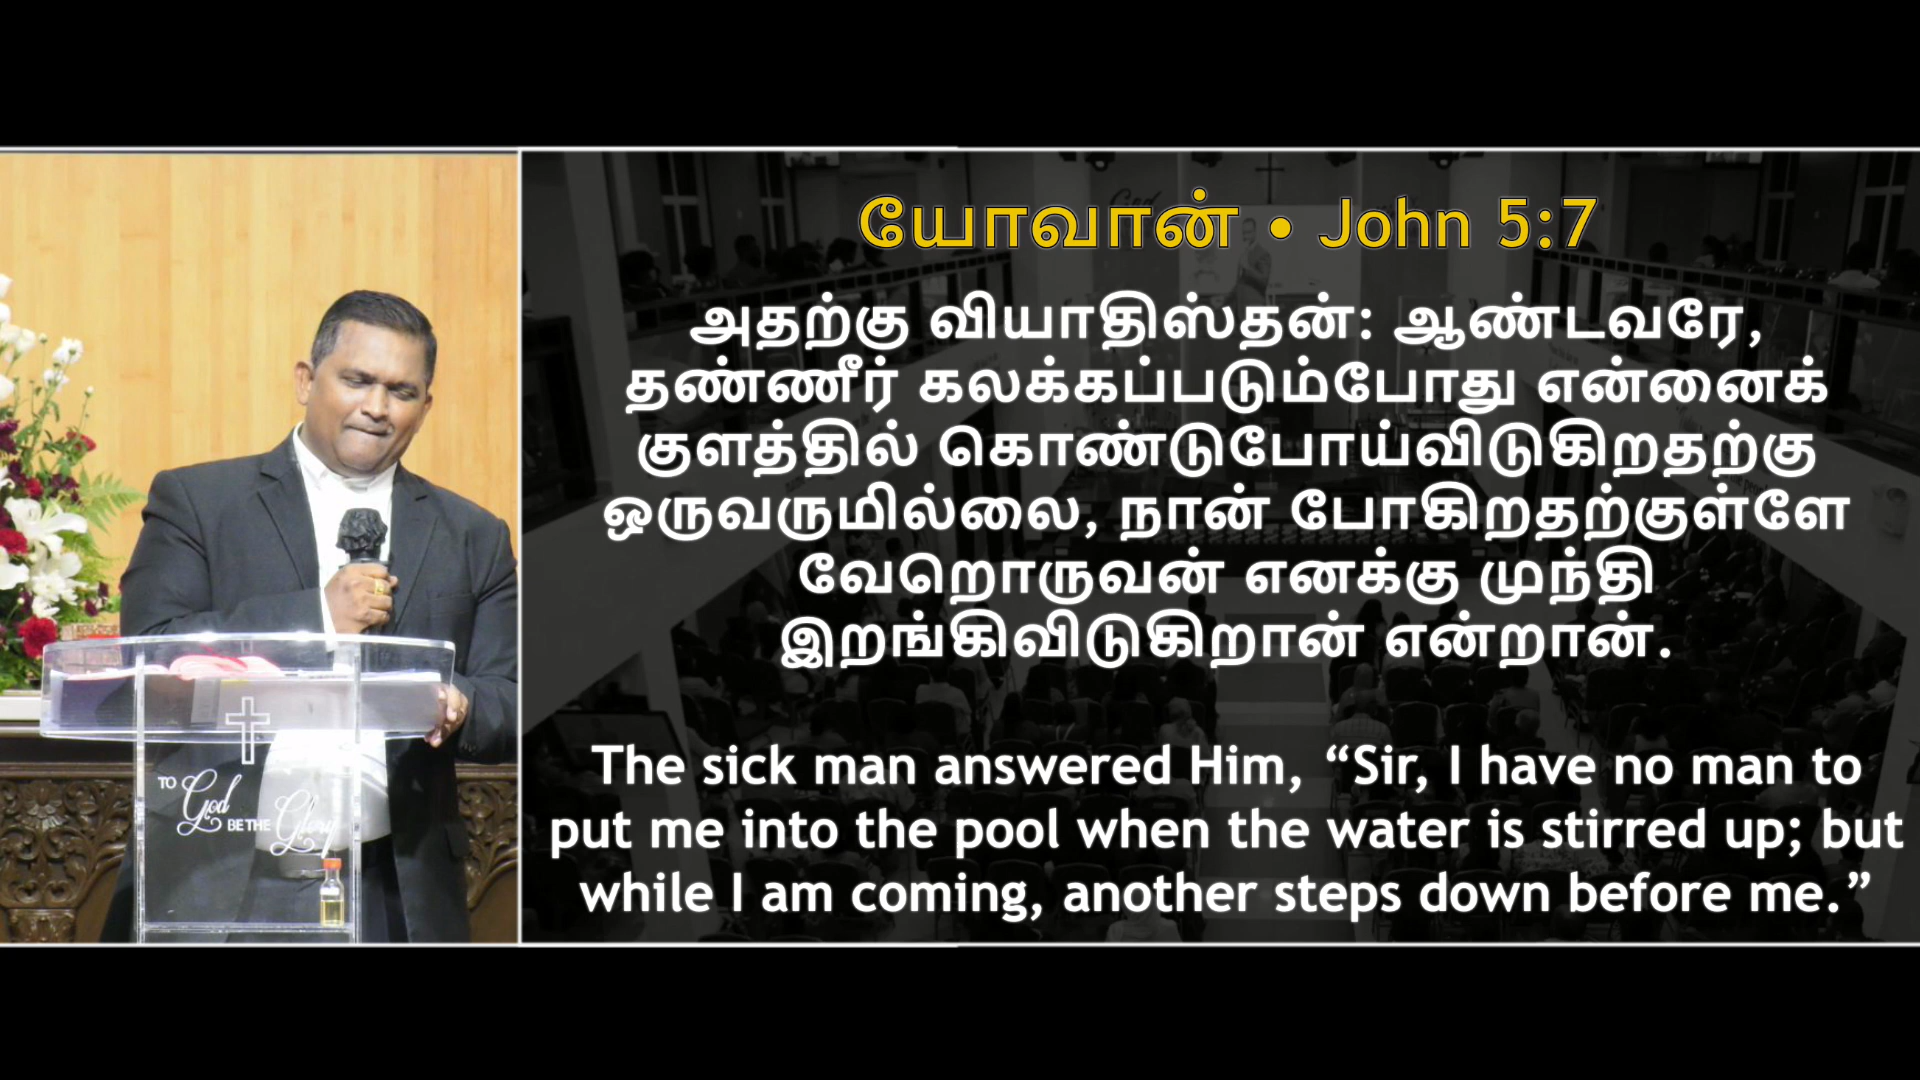 யோவான் • John 5:7
அதற்கு வியாதிஸ்தன்: ஆண்டவரே,
தண்ணீர் கலக்கப்படும்போது என்னைக்
குளத்தில் கொண்டுபோய்விடுகிறதற்கு
ஒருவருமில்லை, நான் போகிறதற்குள்ளே
வேறொருவன் எனக்கு முந்தி
இறங்கிவிடுகிறான் என்றான்.
The sick man answered Him, “Sir, I have no man to
put me into the pool when the water is stirred up; but
while I am coming, another steps down before me.”
TO God
BE THE Glory